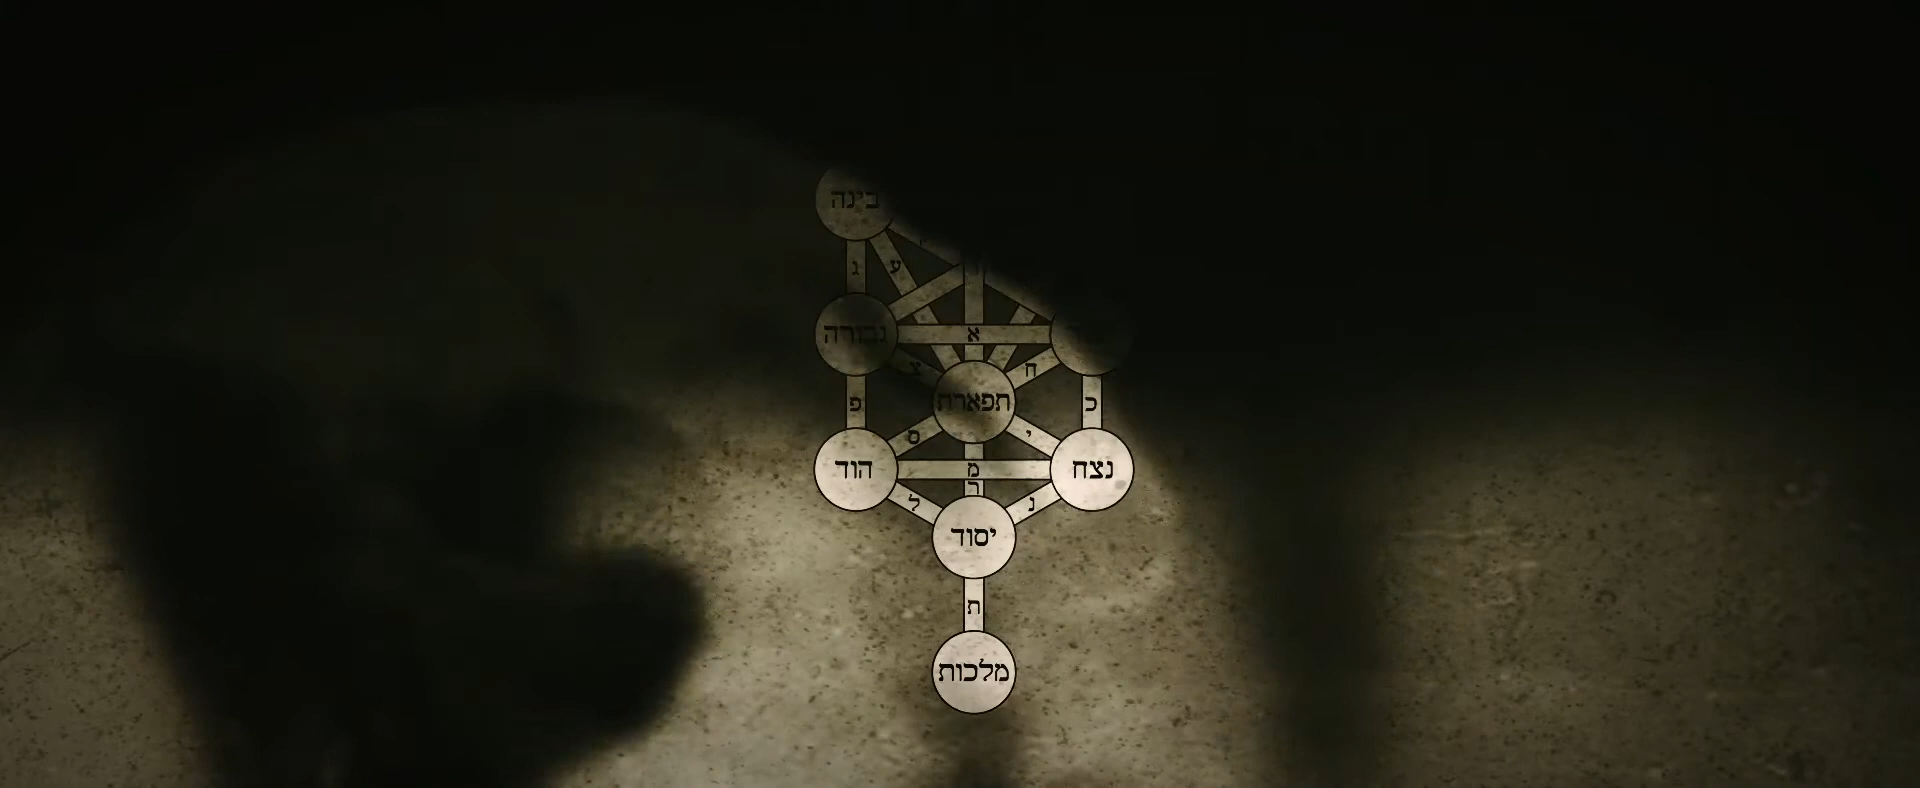 בינה
ע ג
א גבורה
ח צ
כ תפארת פ
י ס
נצח מ הוד
ר
נ ל
יסוד
ת
מלכות